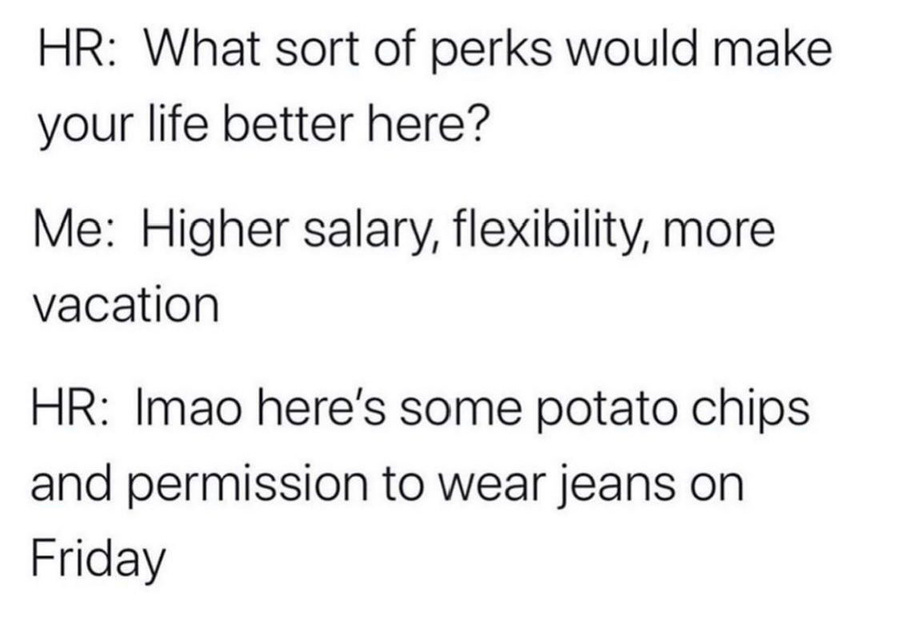 HR:  What sort of perks would make
your life better here?
Me:  Higher salary, flexibility, more
vacation
HR:  lmao here's some potato chips
and permission to wear jeans on
Friday